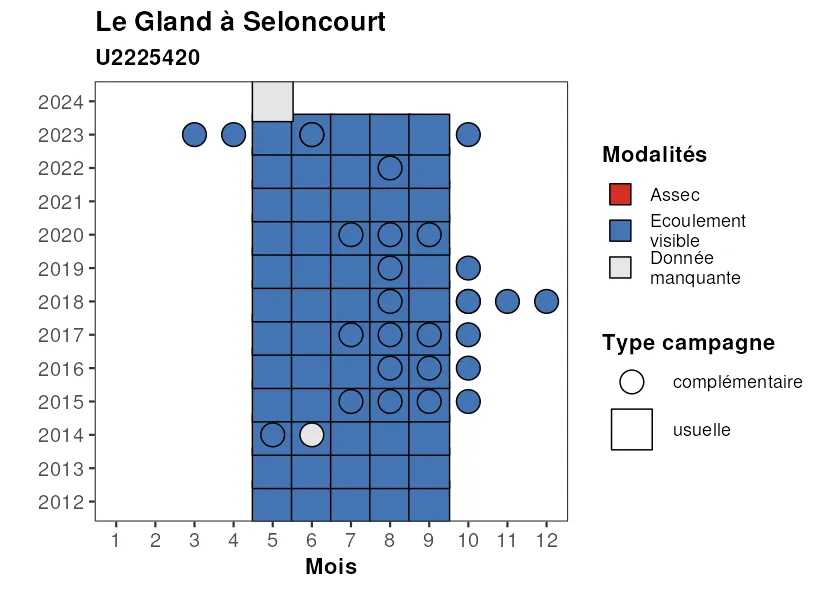 Le Gland à Seloncourt
U2225420
2024
2023
2022
2021
2020
2019
2018
2017
2016
2015
2014
2013
2012
1 2 3 4 5 6 7 8 9 10 11 12
Mois
Modalités
Assec
Ecoulement
visible
Donnée
manquante
Type campagne
complémentaire
usuelle